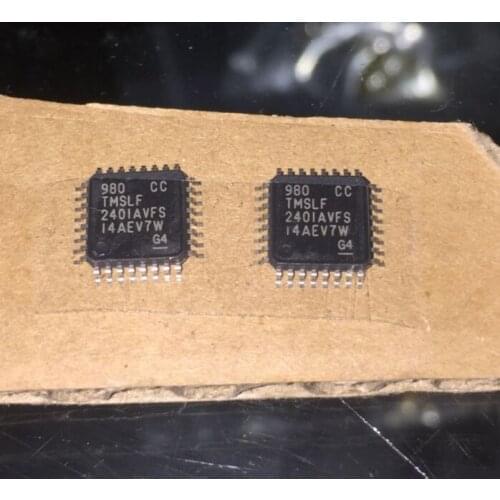 980 CC
TMSLF
2401AVFS
14AEV7W
G4
980 CC
TMSLF
2401AVFS
14AEV7W
G4